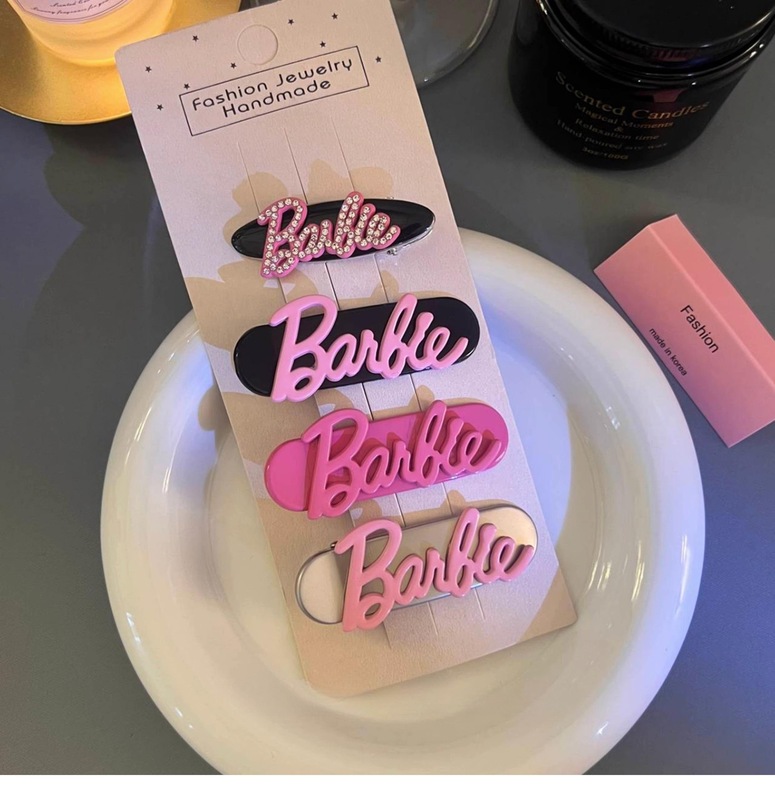 Fashion Jewelry
Handmade
Barbie
Barbie
Barbie
Barbie
Scented Candles
Magical Moments
&
Relaxation time
Fashion
made in korea